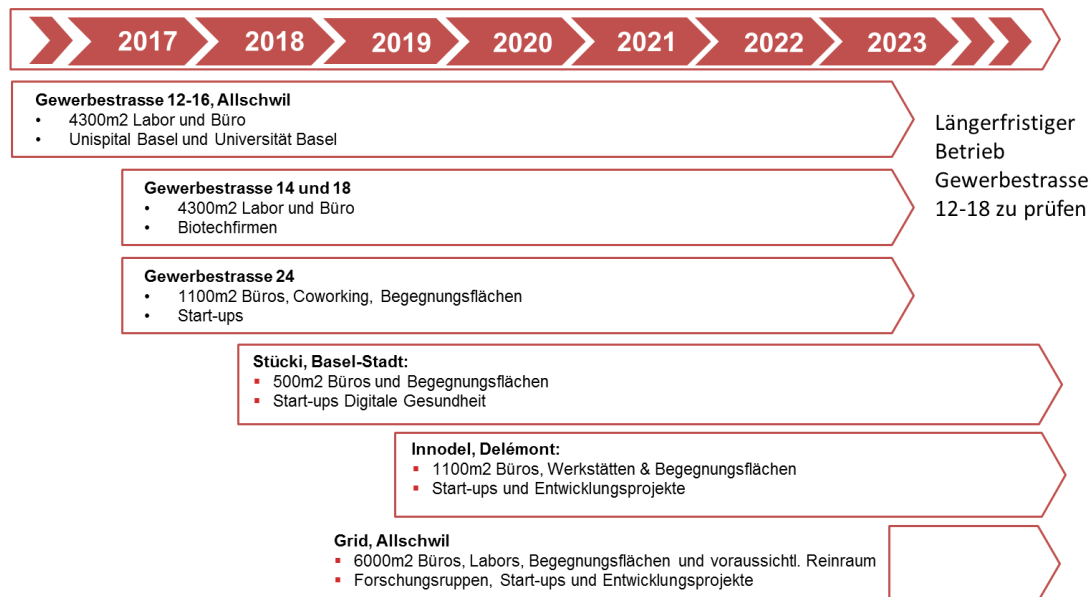 2017 2018 2019 2020 2021 2022 2023
Gewerbestrasse 12-16, Allschwil
• 4300m2 Labor und Büro
• Unispital Basel und Universität Basel
Längerfristiger
Betrieb
Gewerbestrasse
12-18 zu prüfen
Gewerbestrasse 14 und 18
• 4300m2 Labor und Büro
• Biotechfirmen
Gewerbestrasse 24
• 1100m2 Büros, Coworking, Begegnungsflächen
• Start-ups
Stücki, Basel-Stadt:
▪ 500m2 Büros und Begegnungsflächen
▪ Start-ups Digitale Gesundheit
Innodel, Delémont:
▪ 1100m2 Büros, Werkstätten & Begegnungsflächen
▪ Start-ups und Entwicklungsprojekte
Grid, Allschwil
▪ 6000m2 Büros, Labors, Begegnungsflächen und voraussichtl. Reinraum
▪ Forschungsruppen, Start-ups und Entwicklungsprojekte